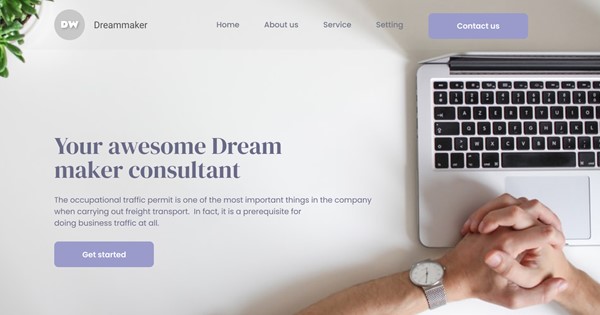 DW Dreammaker Home About us Service Setting Contact us
Your awesome Dream
maker consultant
The occupational traffic permit is one of the most important things in the company
when carrying out freight transport. In fact, it is a prerequisite for
doing business traffic at all.
Get started